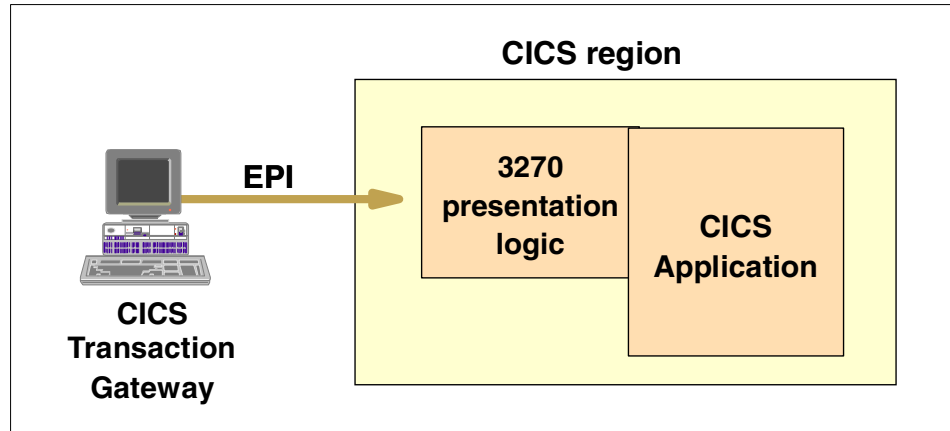 CICS region
EPI
3270
presentation
logic
CICS
Application
CICS
Transaction
Gateway